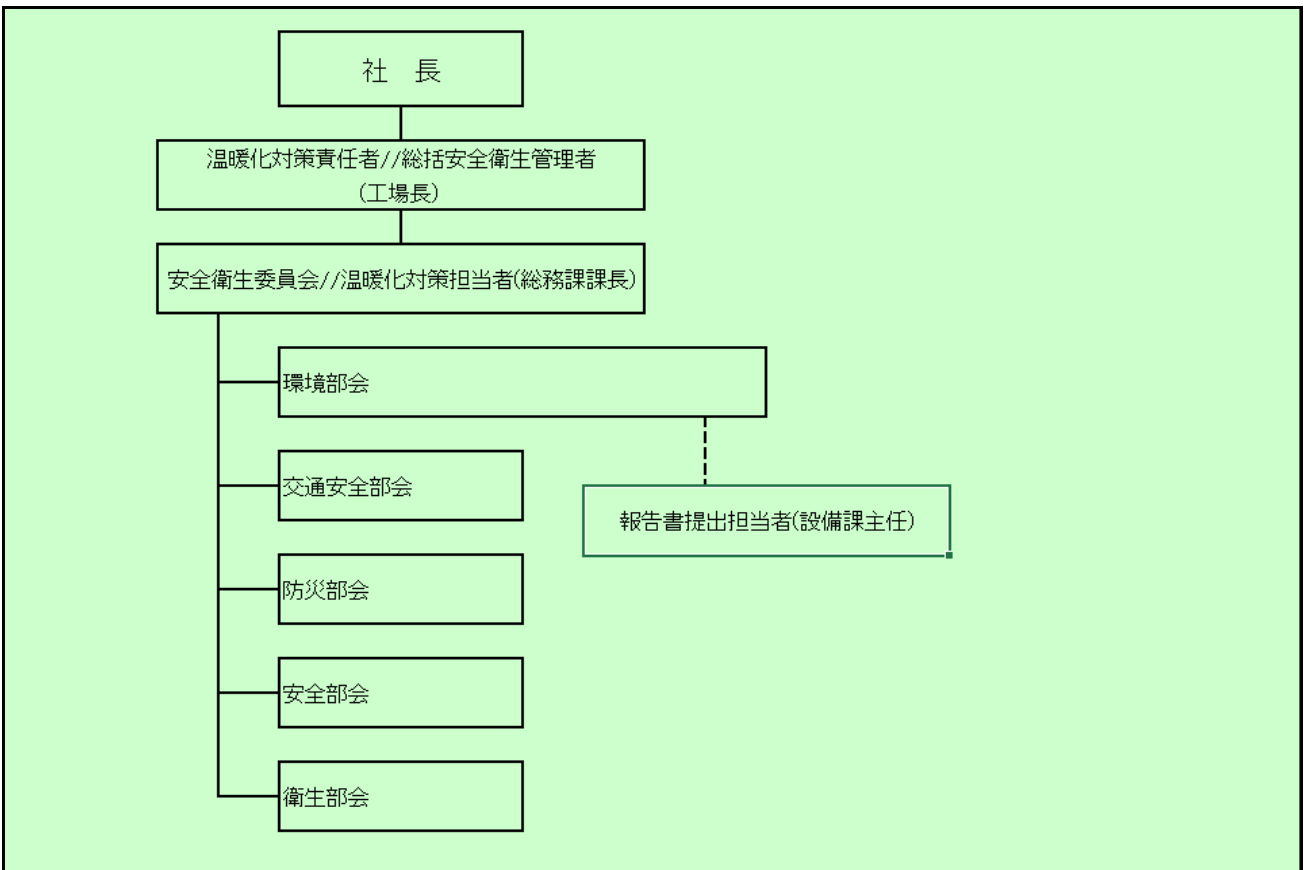 社　長
温暖化対策責任者//総括安全衛生管理者
(工場長)
安全衛生委員会//温暖化対策担当者(総務課課長)
環境部会
交通安全部会
報告書提出担当者(設備課主任)
防災部会
安全部会
衛生部会